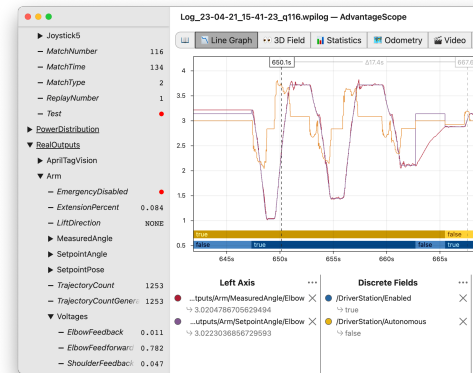 Log_23-04-21_15-41-23_q116.wpilog — AdvantageScope
Line Graph
3D Field
Statistics
Odometry
Video
Joystick5
MatchNumber 116
MatchTime 134
MatchType 2
ReplayNumber 1
Test
PowerDistribution
RealOutputs
AprilTagVision
Arm
EmergencyDisabled
ExtensionPercent 0.084
LiftDirection NONE
MeasuredAngle
SetpointAngle
SetpointPose
TrajectoryCount 1253
TrajectoryCountGenera 1253
Voltages
ElbowFeedback 0.011
ElbowFeedforward 0.782
ShoulderFeedback 0.047
650.1s
Δ17.4s
667.
4
3.5
3
2.5
2
1.5
1
0.5
true
true
false
true
false
true
645s
650s
655s
660s
665s
Left Axis
...
...tputs/Arm/MeasuredAngle/Elbow
3.0204786705629494
...utputs/Arm/SetpointAngle/Elbow
3.0223036856729593
Discrete Fields
...
/DriverStation/Enabled
true
/DriverStation/Autonomous
false